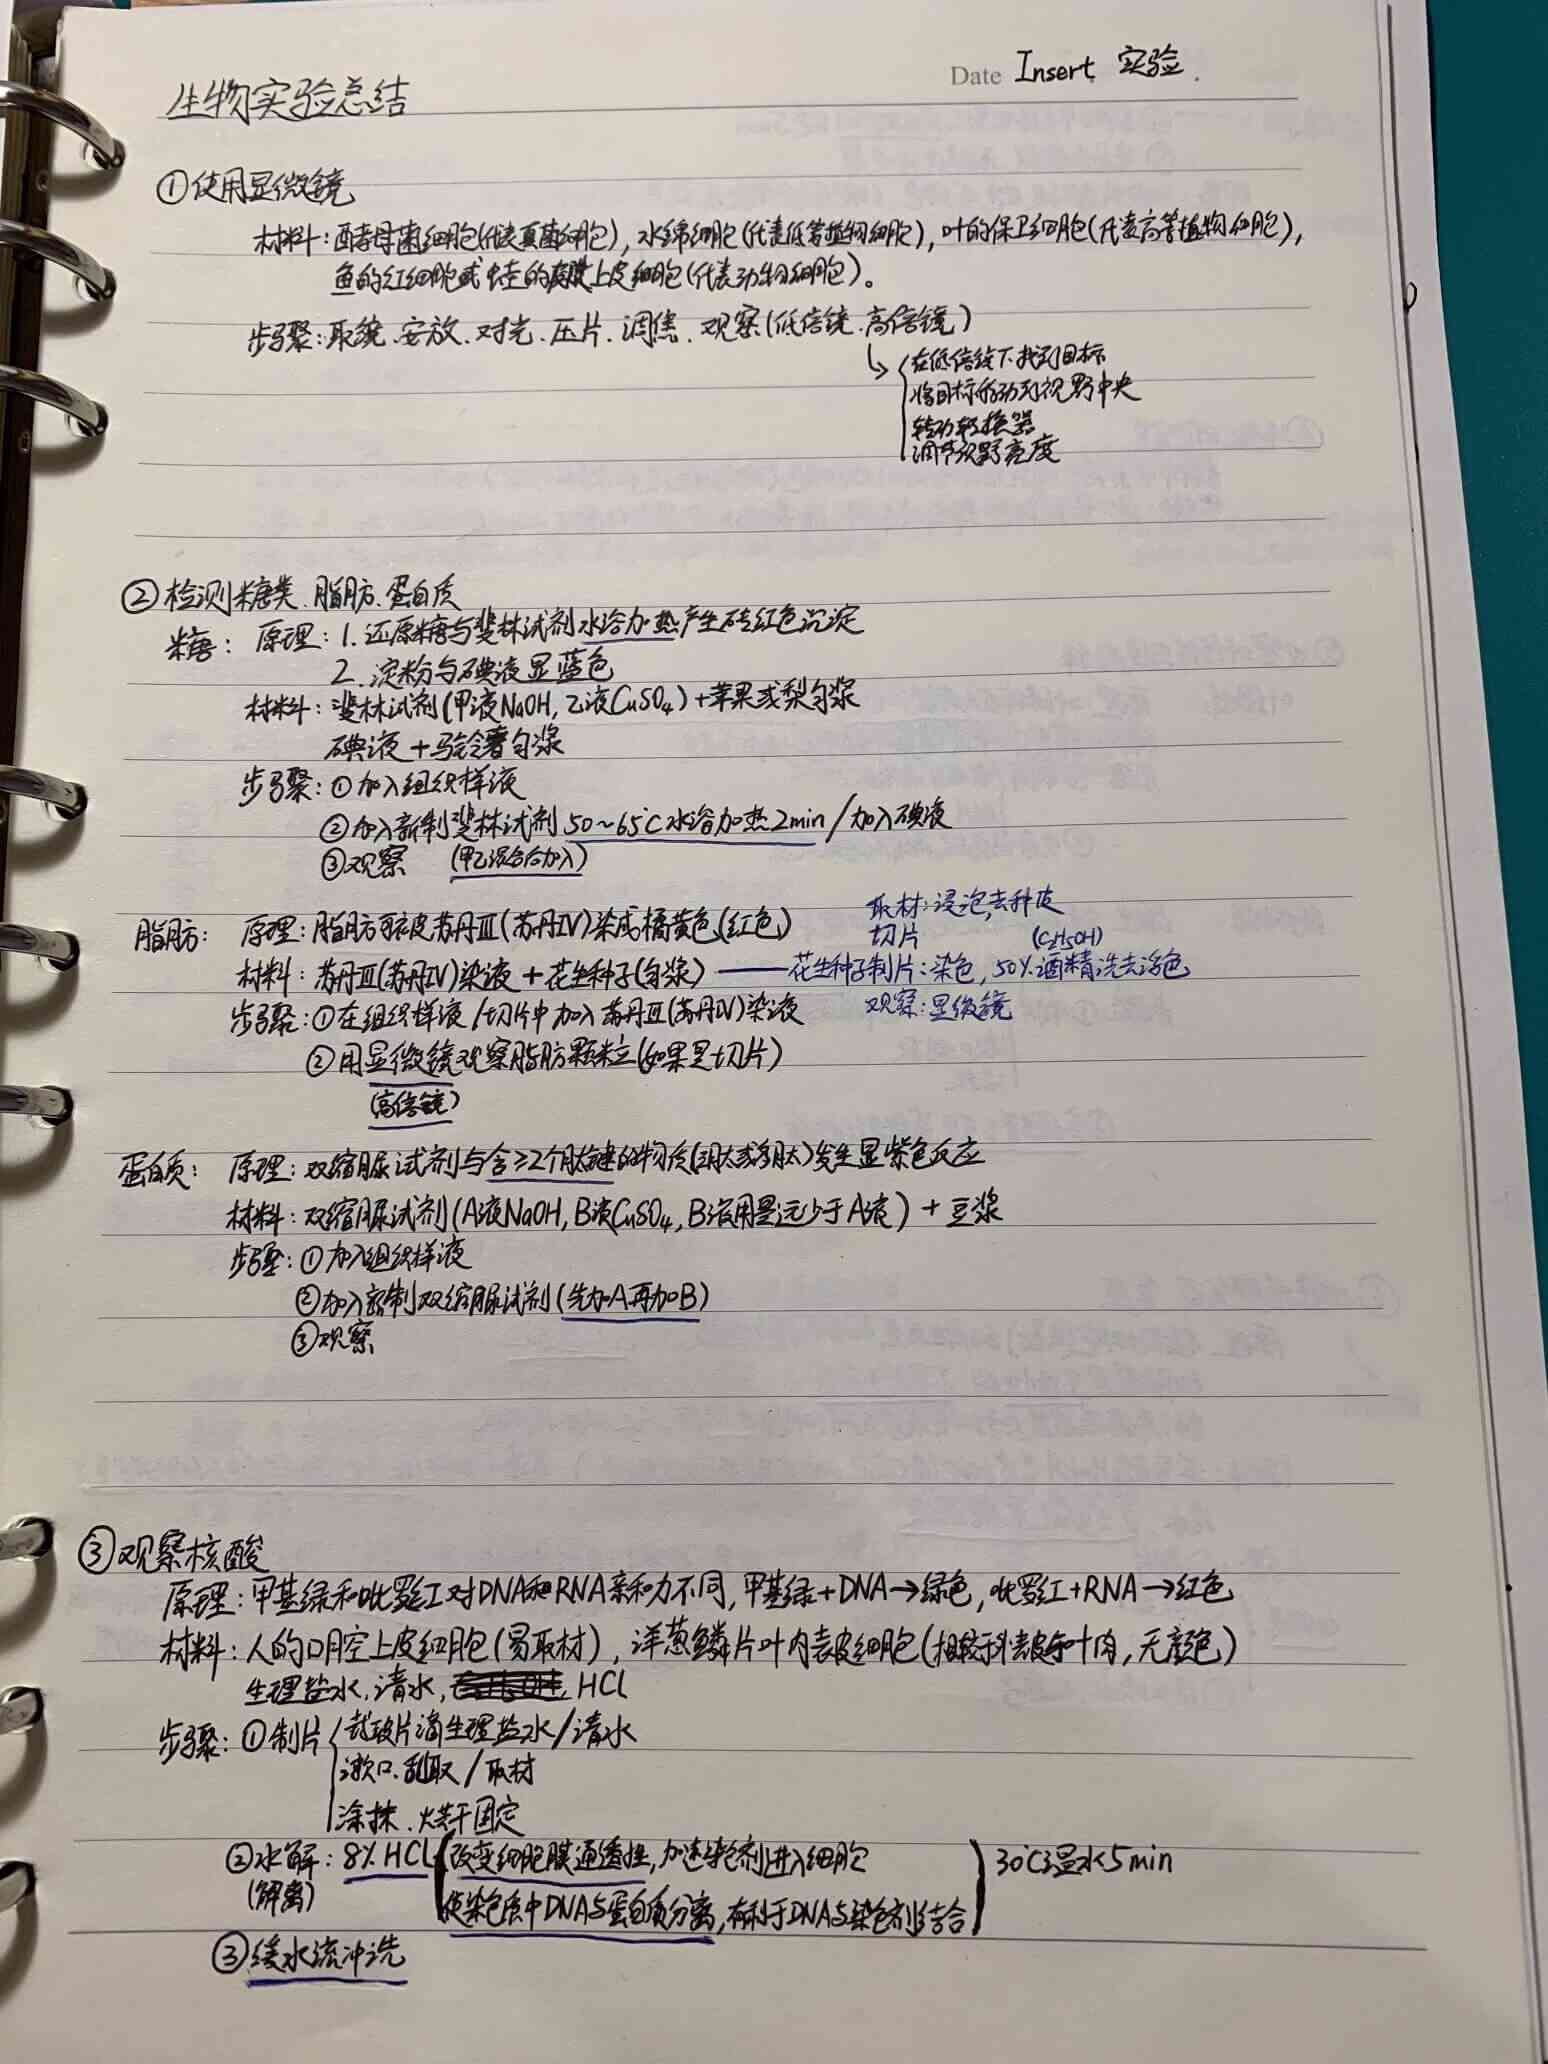 Date Insert 实验.
生物实验总结
①使用显微镜
材料:酵母菌细胞(代表真菌细胞),水绵细胞(代表低等植物细胞),叶的保卫细胞(代表高等植物细胞),
鱼的红细胞或蛙的皮肤上皮细胞(代表动物细胞)。
步骤:取镜.安放.对光.压片.调焦.观察(低倍镜.高倍镜)
↳ 在低倍镜下找到目标
将目标移动到视野中央
转动转换器
调节视野亮度
②检测糖类.脂肪.蛋白质
糖: 原理:1.还原糖与斐林试剂水浴加热产生砖红色沉淀
2.淀粉与碘液显蓝色
材料:斐林试剂(甲液NaOH,乙液CuSO₄)+苹果或梨匀浆
碘液+马铃薯匀浆
步骤:①加入组织样液
②加入新制斐林试剂50~65℃水浴加热2min/加入碘液
③观察 (甲乙混合后加入)
脂肪: 原理:脂肪可被苏丹Ⅲ(苏丹Ⅳ)染成橘黄色(红色)
取材:浸泡,去种皮
切片 (C₂H₅OH)
材料:苏丹Ⅲ(苏丹Ⅳ)染液+花生种子(匀浆)——花生种子制片:染色,50%酒精洗去浮色
步骤:①在组织样液/切片中加入苏丹Ⅲ(苏丹Ⅳ)染液 观察:显微镜
②用显微镜观察脂肪颗粒(如果是切片)
(高倍镜)
蛋白质: 原理:双缩脲试剂与含≥2个肽键的物质(三肽或多肽)发生显紫色反应
材料:双缩脲试剂(A液NaOH,B液CuSO₄,B液用量远少于A液)+豆浆
步骤:①加入组织样液
②加入新制双缩脲试剂(先加A再加B)
③观察
③观察核酸
原理:甲基绿和吡罗红对DNA和RNA亲和力不同,甲基绿+DNA→绿色,吡罗红+RNA→红色
材料:人的口腔上皮细胞(易取材),洋葱鳞片叶内表皮细胞(相较于外表皮和叶肉,无颜色)
生理盐水,清水, HCl
步骤:①制片 载玻片滴生理盐水/清水
漱口.刮取/取材
涂抹.烘干固定
②水解:8% HCl 改变细胞膜通透性,加速染色剂进入细胞 30℃温水5min
(解离) 使染色质中DNA与蛋白质分离,有利于DNA与染色剂结合
③缓水流冲洗